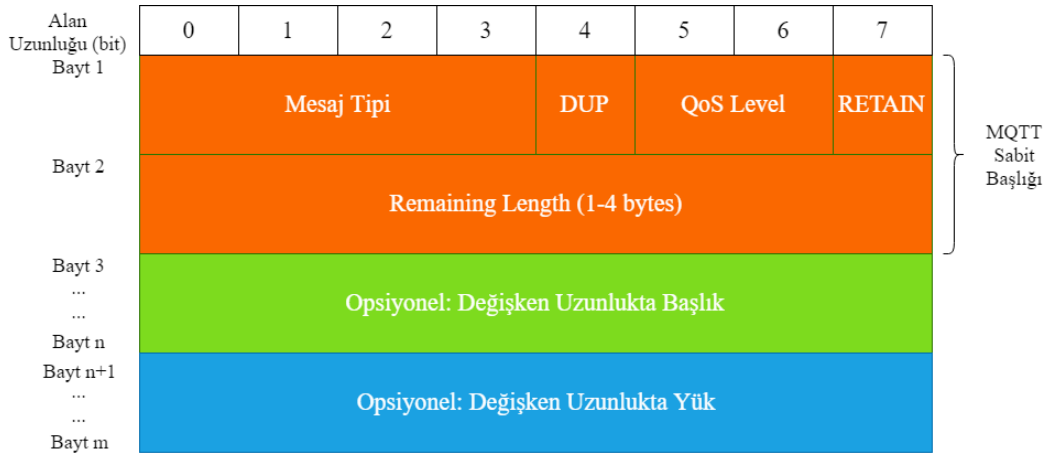 Alan
Uzunluğu (bit)
0 1 2 3 4 5 6 7
Bayt 1
Mesaj Tipi DUP QoS Level RETAIN
MQTT
Sabit
Başlığı
Bayt 2
Remaining Length (1-4 bytes)
Bayt 3
...
...
Bayt n
Opsiyonel: Değişken Uzunlukta Başlık
Bayt n+1
...
...
Bayt m
Opsiyonel: Değişken Uzunlukta Yük